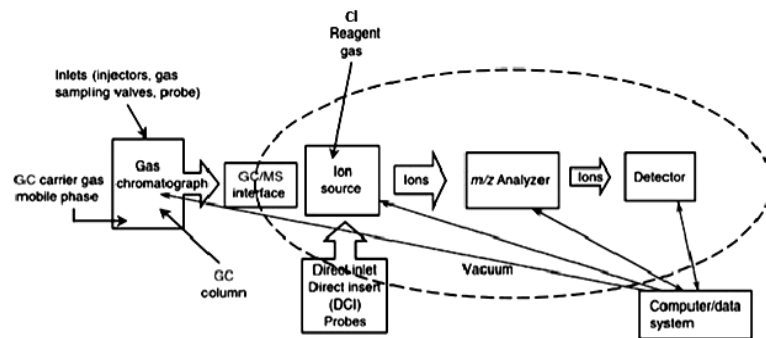 CI
Reagent
gas
Inlets (injectors, gas
sampling valves, probe)
Gas
chromatograph
GC/MS
interface
Ion
source
Ions
m/z Analyzer
Ions
Detector
GC carrier gas
mobile phase
GC
column
Direct inlet
Direct insert
(DCI)
Probes
Vacuum
Computer/data
system